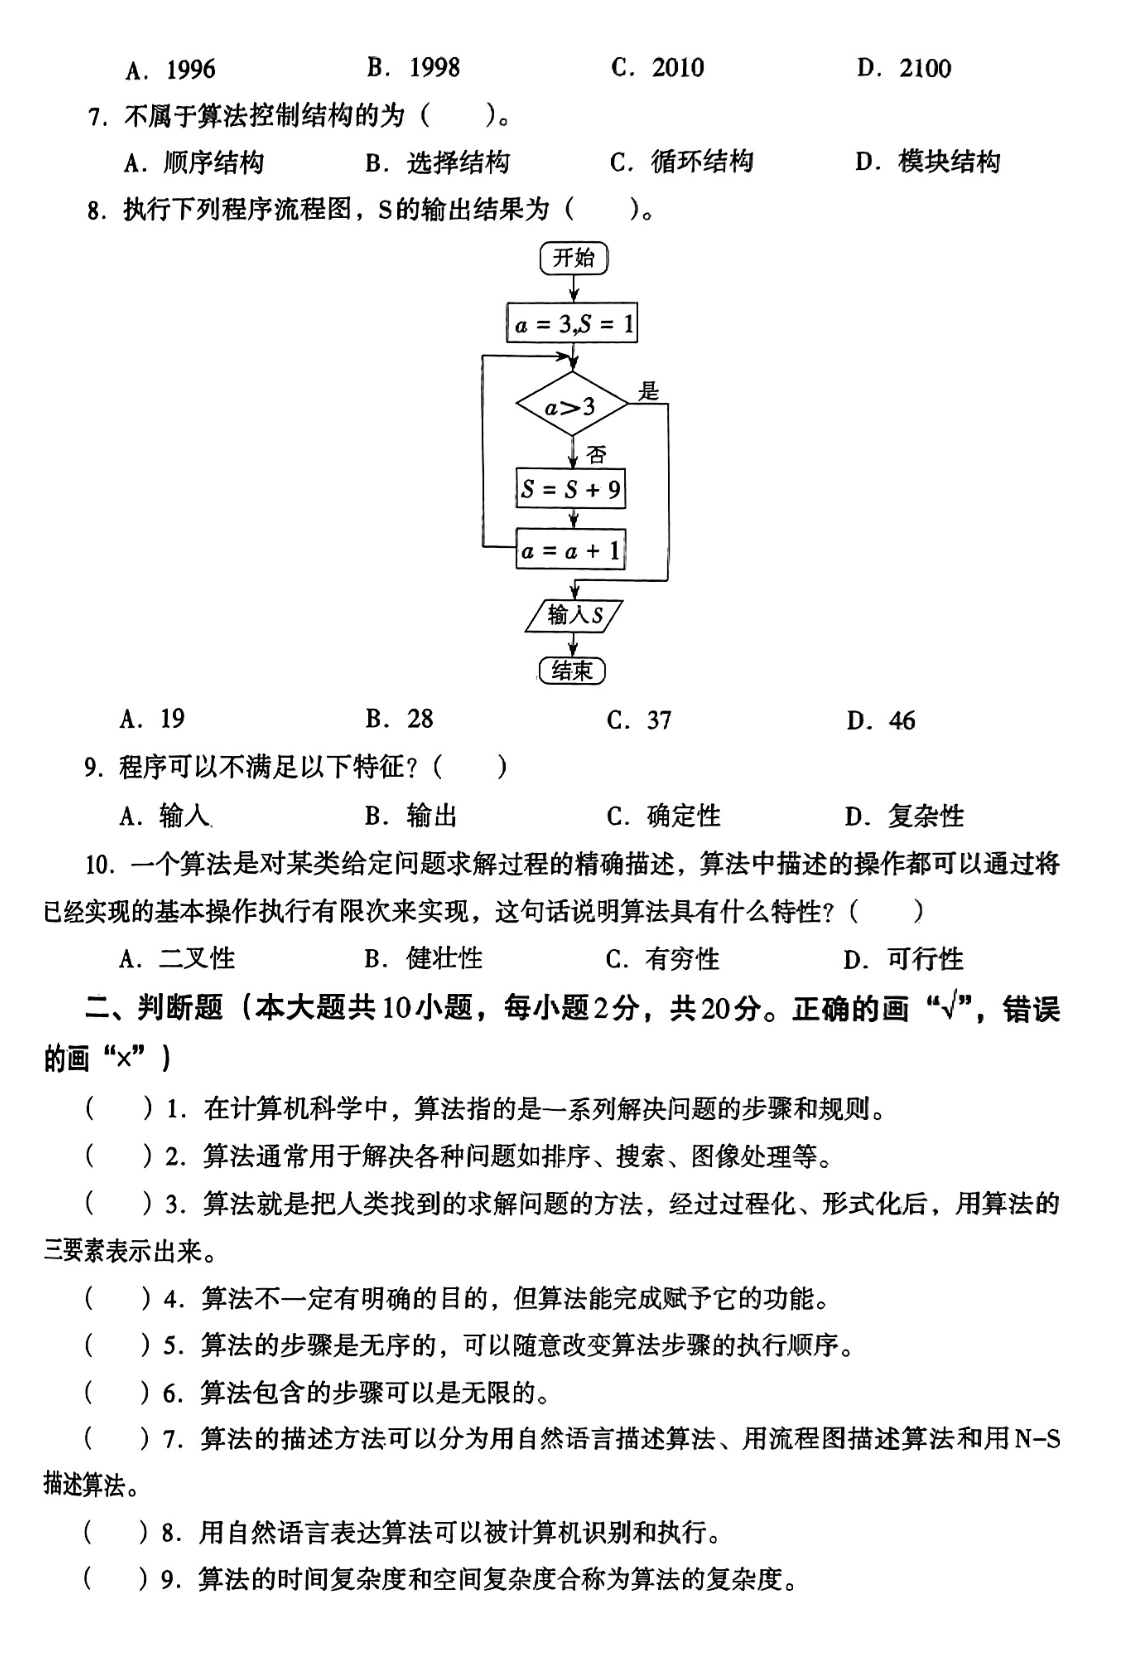 A. 1996 B. 1998 C. 2010 D. 2100
7. 不属于算法控制结构的为（ ）。
A. 顺序结构 B. 选择结构 C. 循环结构 D. 模块结构
8. 执行下列程序流程图，S的输出结果为（ ）。
开始
a = 3,S = 1
a>3
是
否
S = S + 9
a = a + 1
输入S
结束
A. 19 B. 28 C. 37 D. 46
9. 程序可以不满足以下特征?（ ）
A. 输入 B. 输出 C. 确定性 D. 复杂性
10. 一个算法是对某类给定问题求解过程的精确描述，算法中描述的操作都可以通过将
已经实现的基本操作执行有限次来实现，这句话说明算法具有什么特性?（ ）
A. 二叉性 B. 健壮性 C. 有穷性 D. 可行性
二、判断题（本大题共10小题，每小题2分，共20分。正确的画“√”，错误
的画“×”)
（ ）1. 在计算机科学中，算法指的是一系列解决问题的步骤和规则。
（ ）2. 算法通常用于解决各种问题如排序、搜索、图像处理等。
（ ）3. 算法就是把人类找到的求解问题的方法，经过过程化、形式化后，用算法的
三要素表示出来。
（ ）4. 算法不一定有明确的目的，但算法能完成赋予它的功能。
（ ）5. 算法的步骤是无序的，可以随意改变算法步骤的执行顺序。
（ ）6. 算法包含的步骤可以是无限的。
（ ）7. 算法的描述方法可以分为用自然语言描述算法、用流程图描述算法和用N-S
描述算法。
（ ）8. 用自然语言表达算法可以被计算机识别和执行。
（ ）9. 算法的时间复杂度和空间复杂度合称为算法的复杂度。